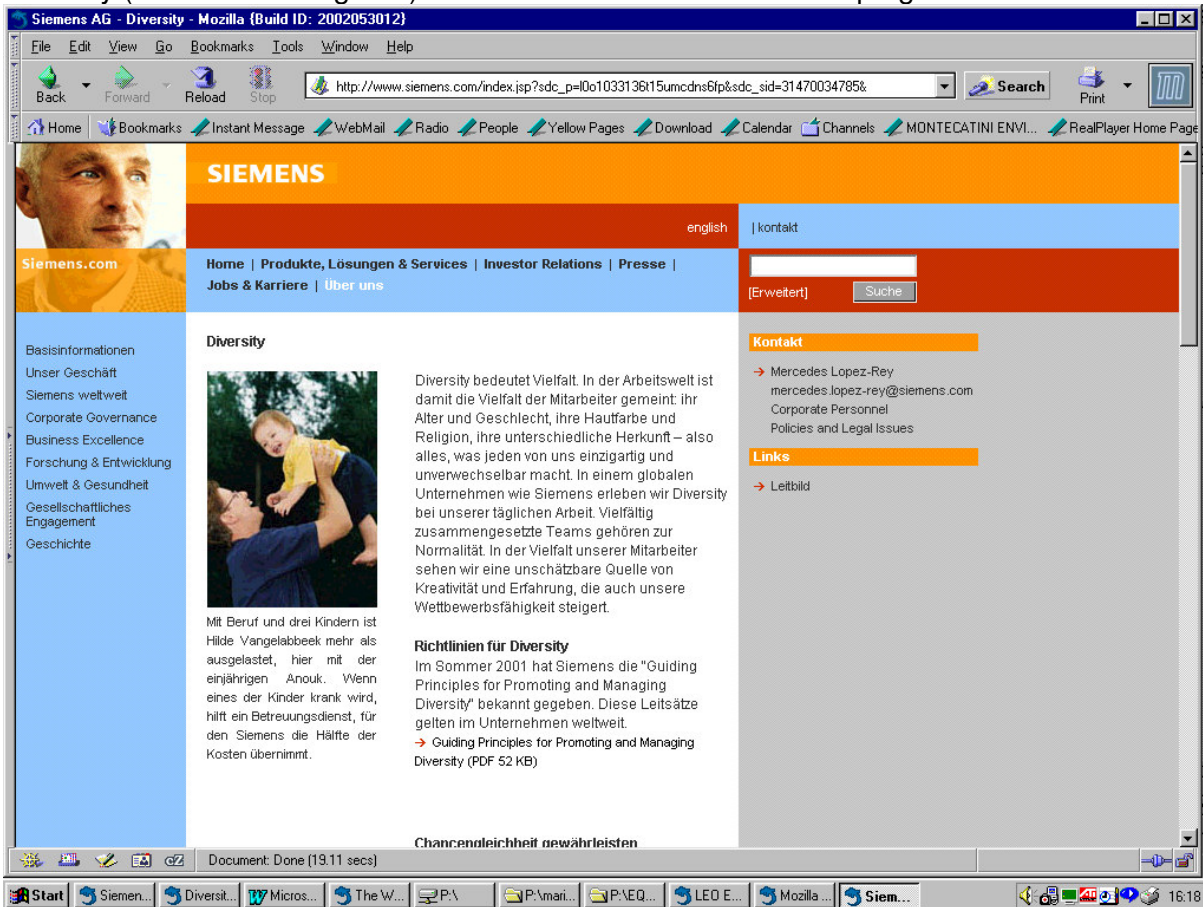 Siemens AG - Diversity - Mozilla {Build ID: 2002053012}
File Edit View Go Bookmarks Tools Window Help
Back Forward Reload Stop
http://www.siemens.com/index.jsp?sdc_p=l0o1033136t15umcdns6fp&sdc_sid=31470034785&
Search Print
Home Bookmarks Instant Message WebMail Radio People Yellow Pages Download Calendar Channels MONTECATINI ENVI... RealPlayer Home Page
SIEMENS
english | kontakt
Siemens.com
Home | Produkte, Lösungen & Services | Investor Relations | Presse |
Jobs & Karriere | Über uns
[Erweitert] Suche
Basisinformationen
Unser Geschäft
Siemens weltweit
Corporate Governance
Business Excellence
Forschung & Entwicklung
Umwelt & Gesundheit
Gesellschaftliches
Engagement
Geschichte
Diversity
Mit Beruf und drei Kindern ist
Hilde Vangelabbeek mehr als
ausgelastet, hier mit der
einjährigen Anouk. Wenn
eines der Kinder krank wird,
hilft ein Betreuungsdienst, für
den Siemens die Hälfte der
Kosten übernimmt.
Diversity bedeutet Vielfalt. In der Arbeitswelt ist
damit die Vielfalt der Mitarbeiter gemeint: ihr
Alter und Geschlecht, ihre Hautfarbe und
Religion, ihre unterschiedliche Herkunft – also
alles, was jeden von uns einzigartig und
unverwechselbar macht. In einem globalen
Unternehmen wie Siemens erleben wir Diversity
bei unserer täglichen Arbeit. Vielfältig
zusammengesetzte Teams gehören zur
Normalität. In der Vielfalt unserer Mitarbeiter
sehen wir eine unschätzbare Quelle von
Kreativität und Erfahrung, die auch unsere
Wettbewerbsfähigkeit steigert.
Richtlinien für Diversity
Im Sommer 2001 hat Siemens die "Guiding
Principles for Promoting and Managing
Diversity" bekannt gegeben. Diese Leitsätze
gelten im Unternehmen weltweit.
→ Guiding Principles for Promoting and Managing
Diversity (PDF 52 KB)
Chancengleichheit gewährleisten
Kontakt
→ Mercedes Lopez-Rey
mercedes.lopez-rey@siemens.com
Corporate Personnel
Policies and Legal Issues
Links
→ Leitbild
Document: Done (19.11 secs)
Start Siemen... Diversit... Micros... The W... P:\ P:\mari... P:\EQ... LEO E... Mozilla ... Siem... 16:18